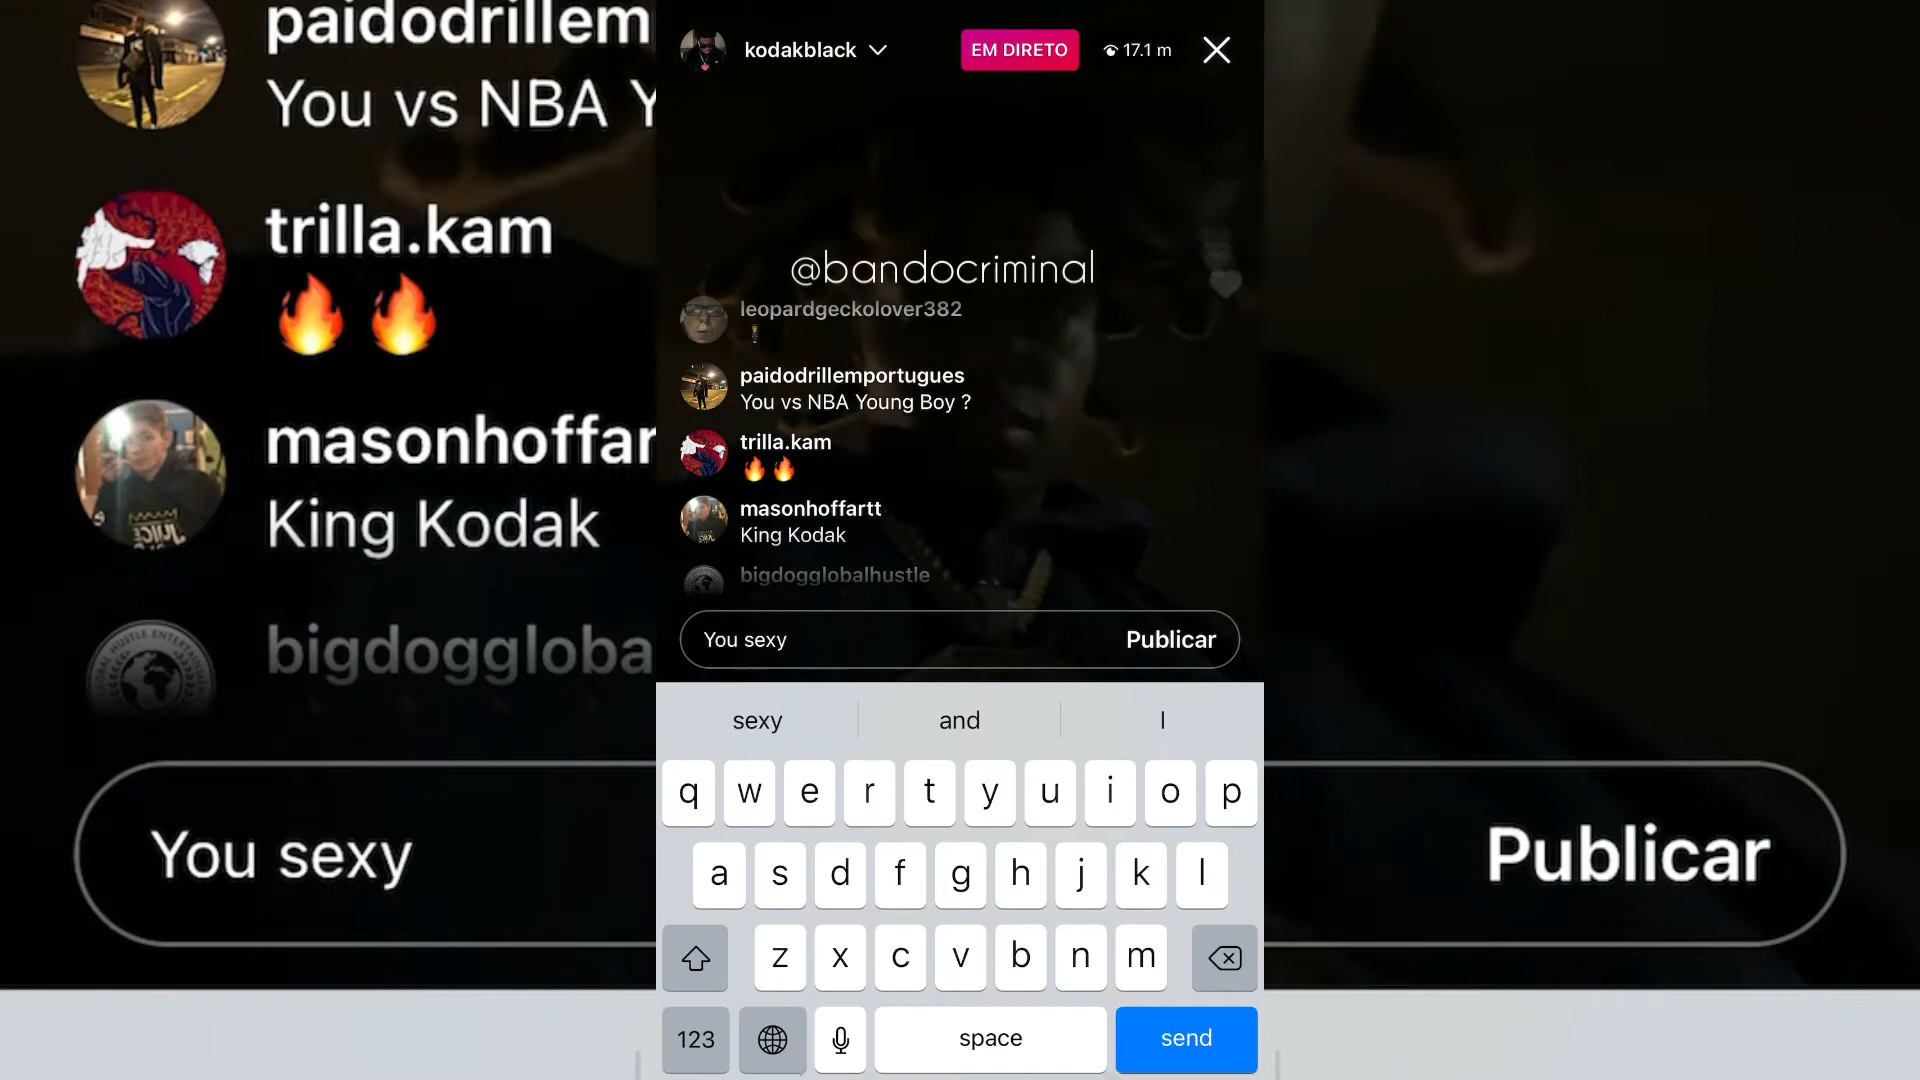 paidodrillem
You vs NBA Y
trilla.kam
🔥 🔥
masonhoffar
King Kodak
bigdoggloba
You sexy
Publicar
kodakblack
EM DIRETO
17.1 m
@bandocriminal
leopardgeckolover382
paidodrillemportugues
You vs NBA Young Boy ?
trilla.kam
🔥 🔥
masonhoffartt
King Kodak
bigdoggglobalhustle
You sexy
Publicar
sexy and I
q w e r t y u i o p
a s d f g h j k l
z x c v b n m
123 space send